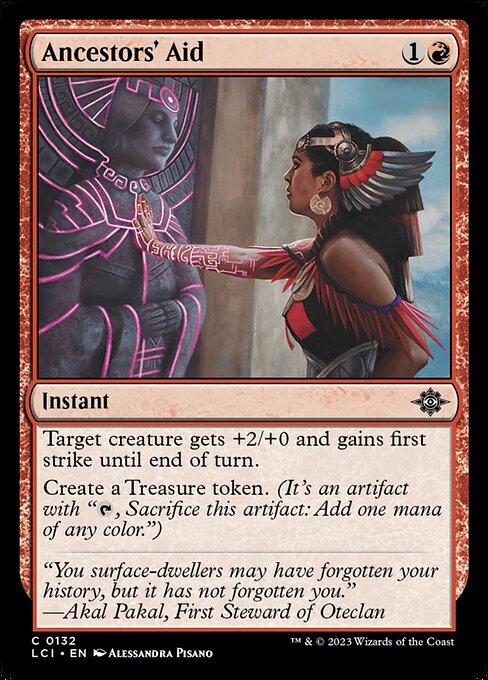 Ancestors' Aid 1
Instant
Target creature gets +2/+0 and gains first
strike until end of turn.
Create a Treasure token. (It's an artifact
with “, Sacrifice this artifact: Add one mana
of any color.”)
“You surface-dwellers may have forgotten your
history, but it has not forgotten you.”
—Akal Pakal, First Steward of Oteclan
C 0132
LCI • EN Alessandra Pisano
™ & © 2023 Wizards of the Coast